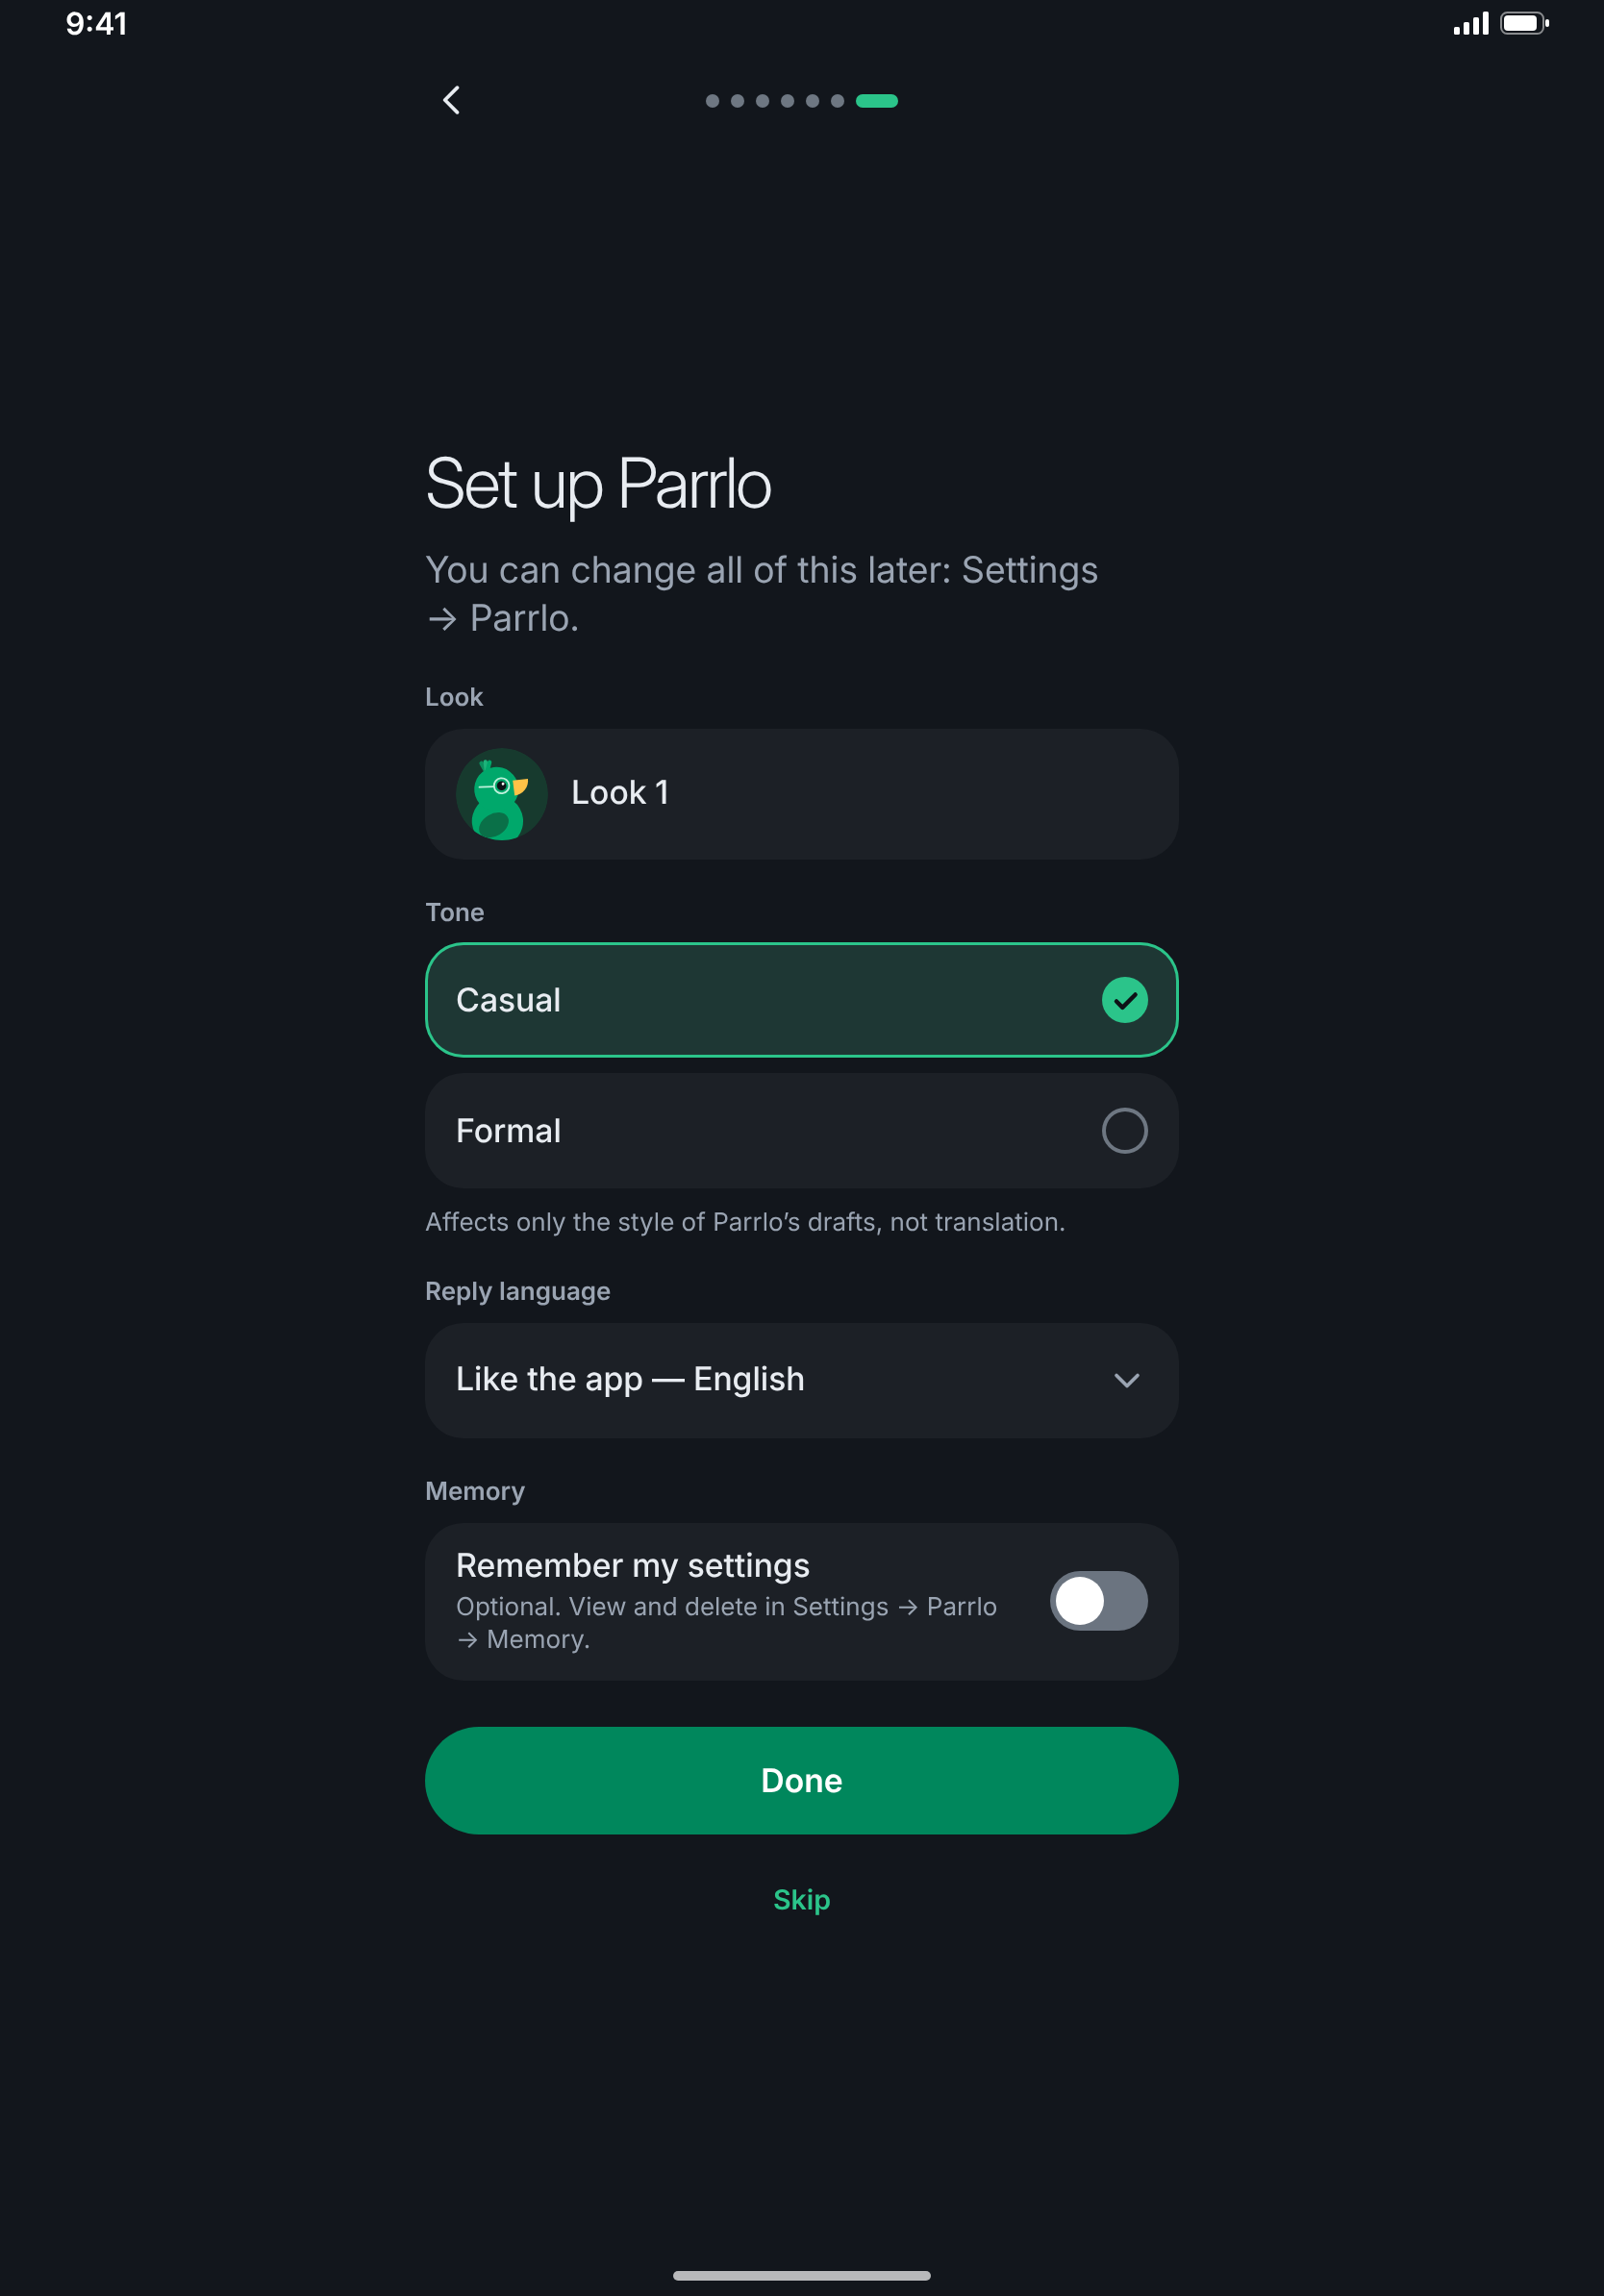 9:41
Set up Parrlo
You can change all of this later: Settings
→ Parrlo.
Look
Look 1
Tone
Casual
Formal
Affects only the style of Parrlo’s drafts, not translation.
Reply language
Like the app — English
Memory
Remember my settings
Optional. View and delete in Settings → Parrlo
→ Memory.
Done
Skip